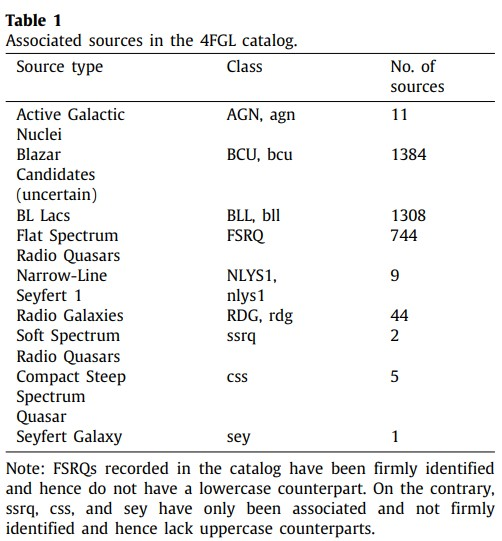 Table 1
Associated sources in the 4FGL catalog.
Source type Class No. of
sources
Active Galactic AGN, agn 11
Nuclei
Blazar BCU, bcu 1384
Candidates
(uncertain)
BL Lacs BLL, bll 1308
Flat Spectrum FSRQ 744
Radio Quasars
Narrow-Line NLYS1, 9
Seyfert 1 nlys1
Radio Galaxies RDG, rdg 44
Soft Spectrum ssrq 2
Radio Quasars
Compact Steep css 5
Spectrum
Quasar
Seyfert Galaxy sey 1
Note: FSRQs recorded in the catalog have been firmly identified
and hence do not have a lowercase counterpart. On the contrary,
ssrq, css, and sey have only been associated and not firmly
identified and hence lack uppercase counterparts.